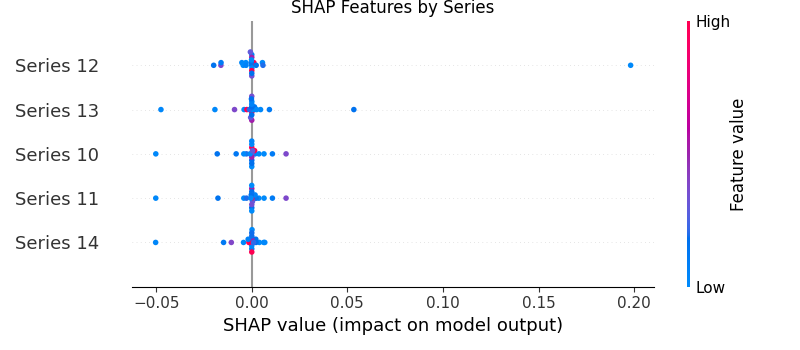 SHAP Features by Series
High
Series 12
Series 13
Series 10
Series 11
Series 14
Feature value
Low
−0.05 0.00 0.05 0.10 0.15 0.20
SHAP value (impact on model output)